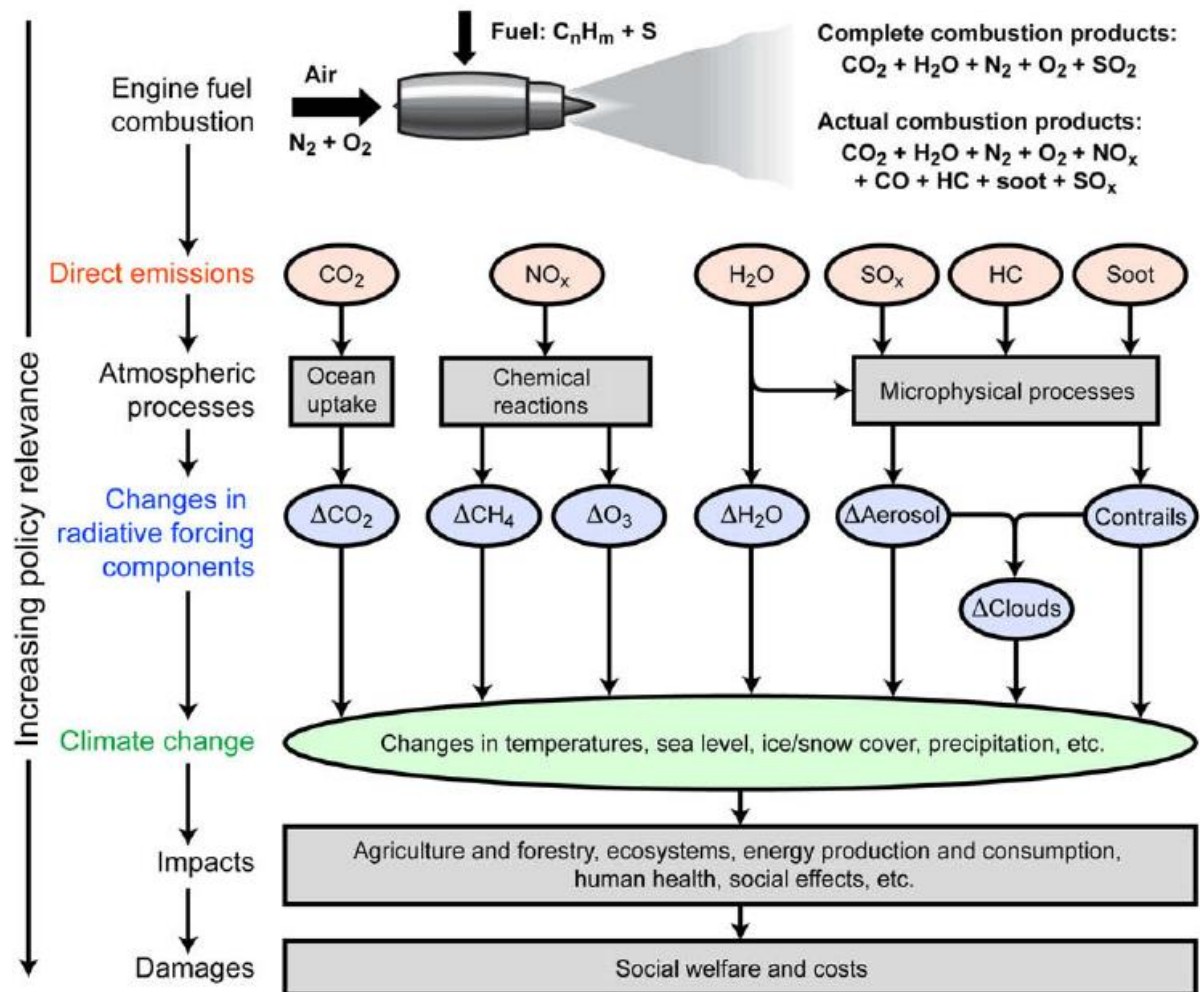 Increasing policy relevance
Engine fuel
combustion
Air
N₂ + O₂
Fuel: CₙHₘ + S
Complete combustion products:
CO₂ + H₂O + N₂ + O₂ + SO₂
Actual combustion products:
CO₂ + H₂O + N₂ + O₂ + NOₓ
+ CO + HC + soot + SOₓ
Direct emissions
CO₂
NOₓ
H₂O
SOₓ
HC
Soot
Atmospheric
processes
Ocean
uptake
Chemical
reactions
Microphysical processes
Changes in
radiative forcing
components
ΔCO₂
ΔCH₄
ΔO₃
ΔH₂O
ΔAerosol
Contrails
ΔClouds
Climate change
Changes in temperatures, sea level, ice/snow cover, precipitation, etc.
Impacts
Agriculture and forestry, ecosystems, energy production and consumption,
human health, social effects, etc.
Damages
Social welfare and costs